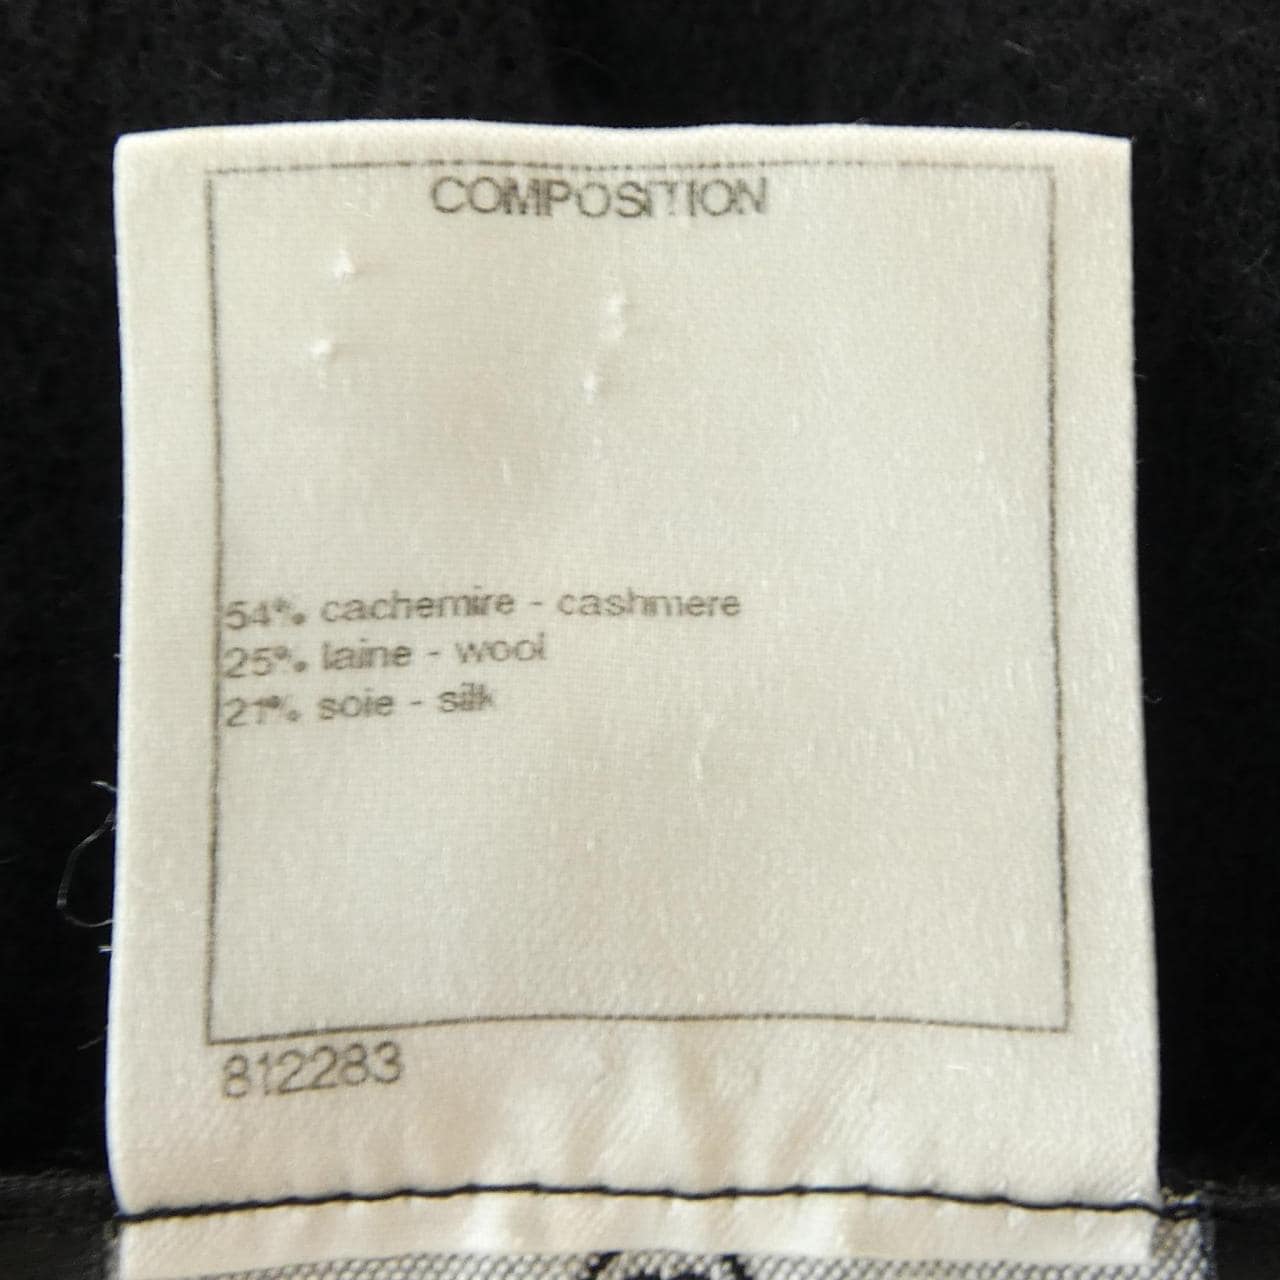 COMPOSITION
54% cachemire - cashmere
25% laine - wool
21% soie - silk
812283